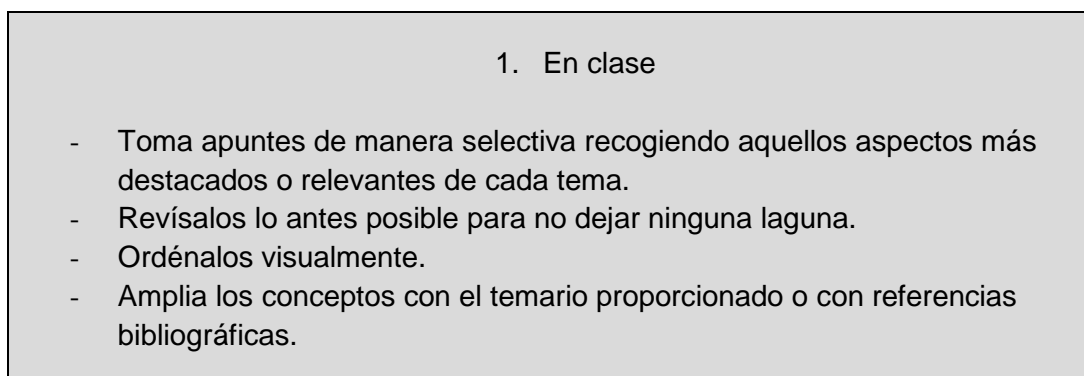 1. En clase
- Toma apuntes de manera selectiva recogiendo aquellos aspectos más
destacados o relevantes de cada tema.
- Revísalos lo antes posible para no dejar ninguna laguna.
- Ordénalos visualmente.
- Amplia los conceptos con el temario proporcionado o con referencias
bibliográficas.